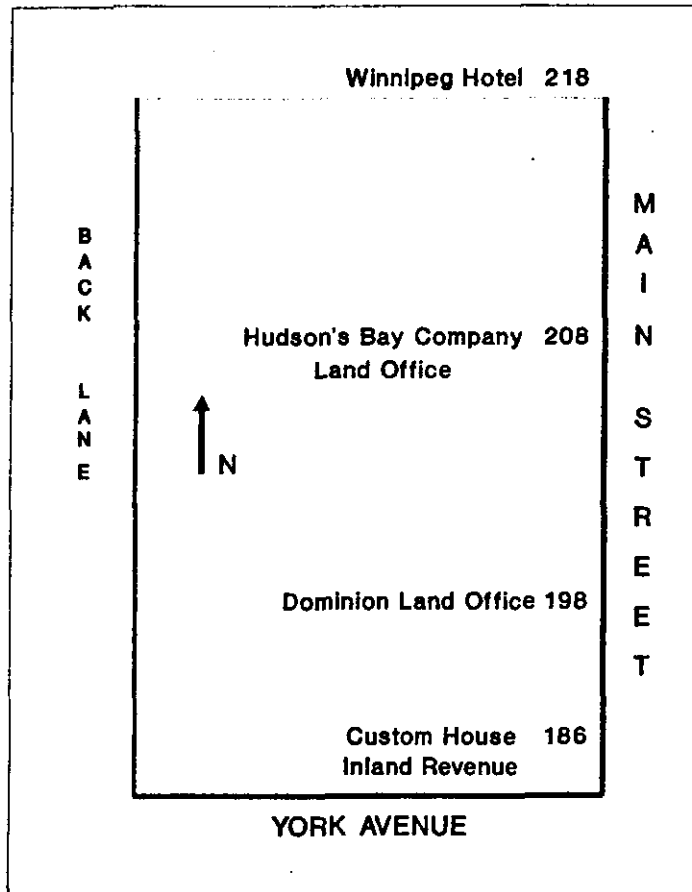 Winnipeg Hotel 218
BACK LANE
MAIN STREET
Hudson's Bay Company 208
Land Office
N
Dominion Land Office 198
Custom House 186
Inland Revenue
YORK AVENUE